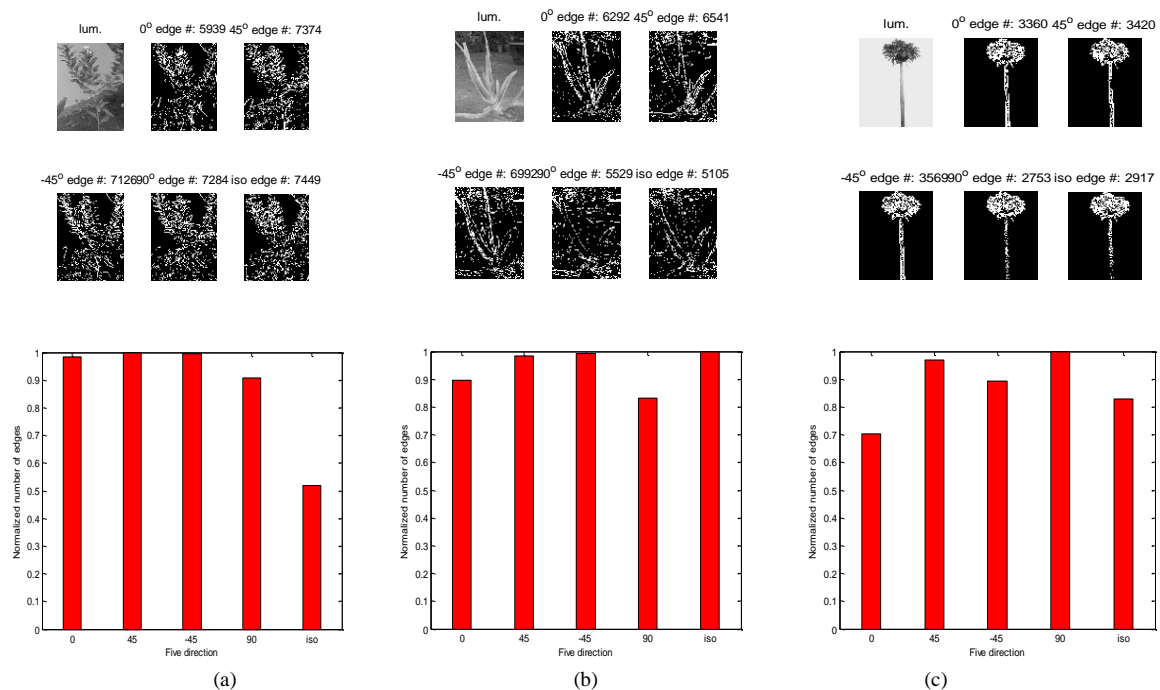 lum.
0° edge #: 5939
45° edge #: 7374
-45° edge #: 7126
90° edge #: 7284
iso edge #: 7449
1
0.9
0.8
0.7
0.6
0.5
0.4
0.3
0.2
0.1
0
Normalized number of edges
0 45 -45 90 iso
Five direction
(a)
lum.
0° edge #: 6292
45° edge #: 6541
-45° edge #: 6992
90° edge #: 5529
iso edge #: 5105
1
0.9
0.8
0.7
0.6
0.5
0.4
0.3
0.2
0.1
0
Normalized number of edges
0 45 -45 90 iso
Five direction
(b)
lum.
0° edge #: 3360
45° edge #: 3420
-45° edge #: 3569
90° edge #: 2753
iso edge #: 2917
1
0.9
0.8
0.7
0.6
0.5
0.4
0.3
0.2
0.1
0
Normalized number of edges
0 45 -45 90 iso
Five direction
(c)